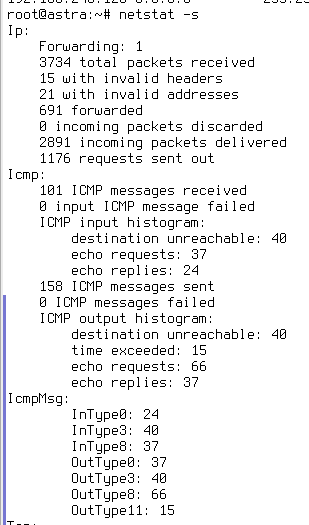 root@astra:~# netstat -s
Ip:
    Forwarding: 1
    3734 total packets received
    15 with invalid headers
    21 with invalid addresses
    691 forwarded
    0 incoming packets discarded
    2891 incoming packets delivered
    1176 requests sent out
Icmp:
    101 ICMP messages received
    0 input ICMP message failed
    ICMP input histogram:
        destination unreachable: 40
        echo requests: 37
        echo replies: 24
    158 ICMP messages sent
    0 ICMP messages failed
    ICMP output histogram:
        destination unreachable: 40
        time exceeded: 15
        echo requests: 66
        echo replies: 37
IcmpMsg:
        InType0: 24
        InType3: 40
        InType8: 37
        OutType0: 37
        OutType3: 40
        OutType8: 66
        OutType11: 15